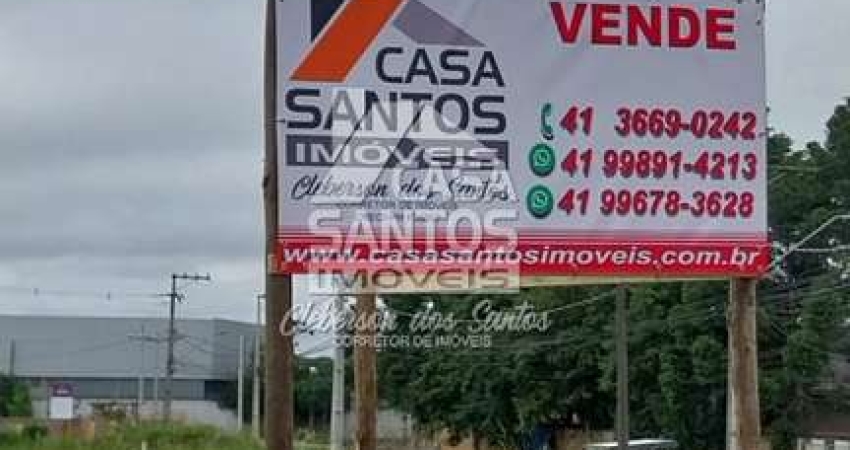 VENDE
CASA
SANTOS
IMÓVEIS
Cleberson dos Santos
CORRETOR DE IMÓVEIS
41 3669-0242
41 99891-4213
41 99678-3628
www.casasantosimoveis.com.br
CASA
SANTOS
IMÓVEIS
Cleberson dos Santos
CORRETOR DE IMÓVEIS